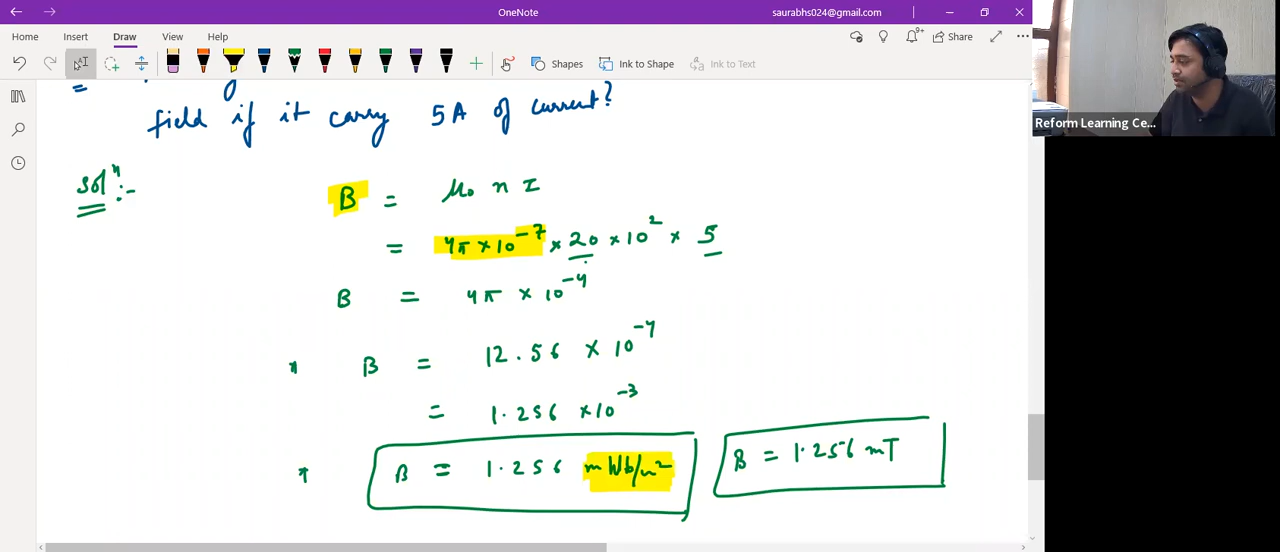 OneNote
saurabhs024@gmail.com
Home Insert Draw View Help
9+ Share
Shapes Ink to Shape Ink to Text
field if it carry 5A of current?
Solⁿ :-
B = μ₀ n I
= 4π × 10⁻⁷ × 20 × 10² × 5
B = 4π × 10⁻⁴
* B = 12.56 × 10⁻⁴
= 1.256 × 10⁻³
* B = 1.256 mWb/m²
B = 1.256 mT
Reform Learning Ce...